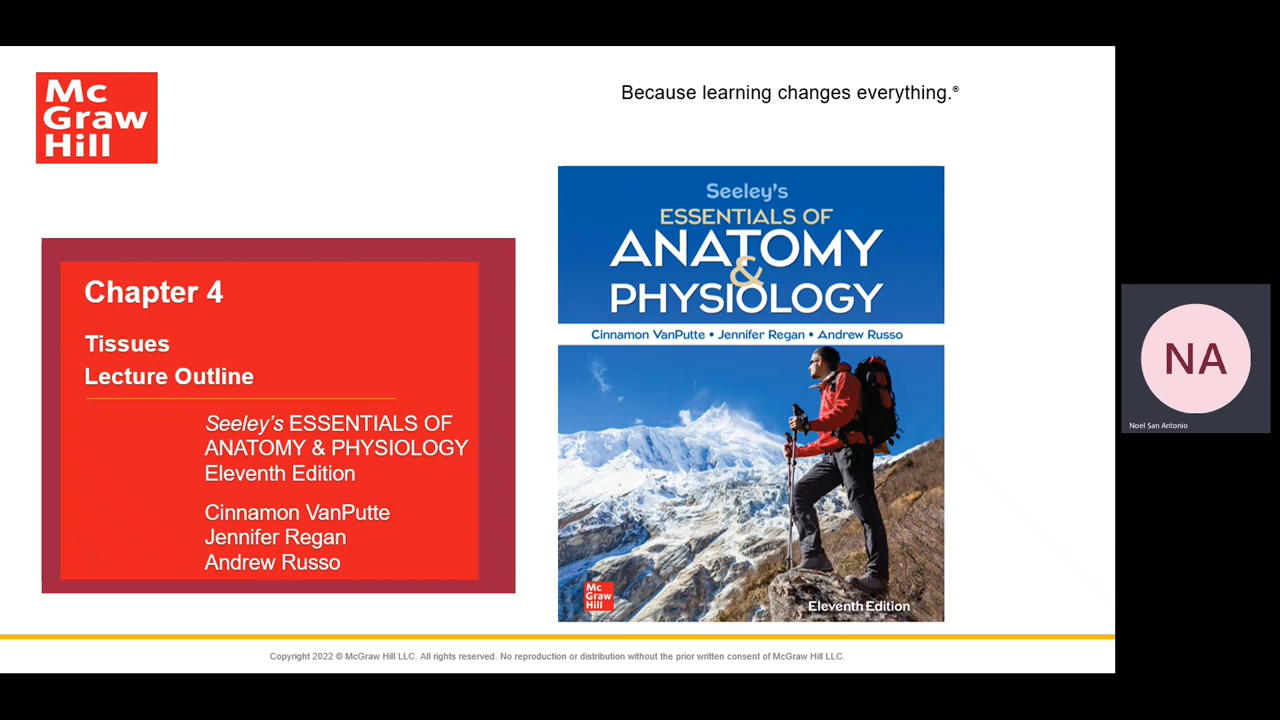 Mc
Graw
Hill
Because learning changes everything.®
Chapter 4
Tissues
Lecture Outline
Seeley's ESSENTIALS OF
ANATOMY & PHYSIOLOGY
Eleventh Edition
Cinnamon VanPutte
Jennifer Regan
Andrew Russo
Seeley's
ESSENTIALS OF
ANATOMY
&
PHYSIOLOGY
Cinnamon VanPutte • Jennifer Regan • Andrew Russo
Mc
Graw
Hill
Eleventh Edition
NA
Noel San Antonio
Copyright 2022 © McGraw Hill LLC. All rights reserved. No reproduction or distribution without the prior written consent of McGraw Hill LLC.